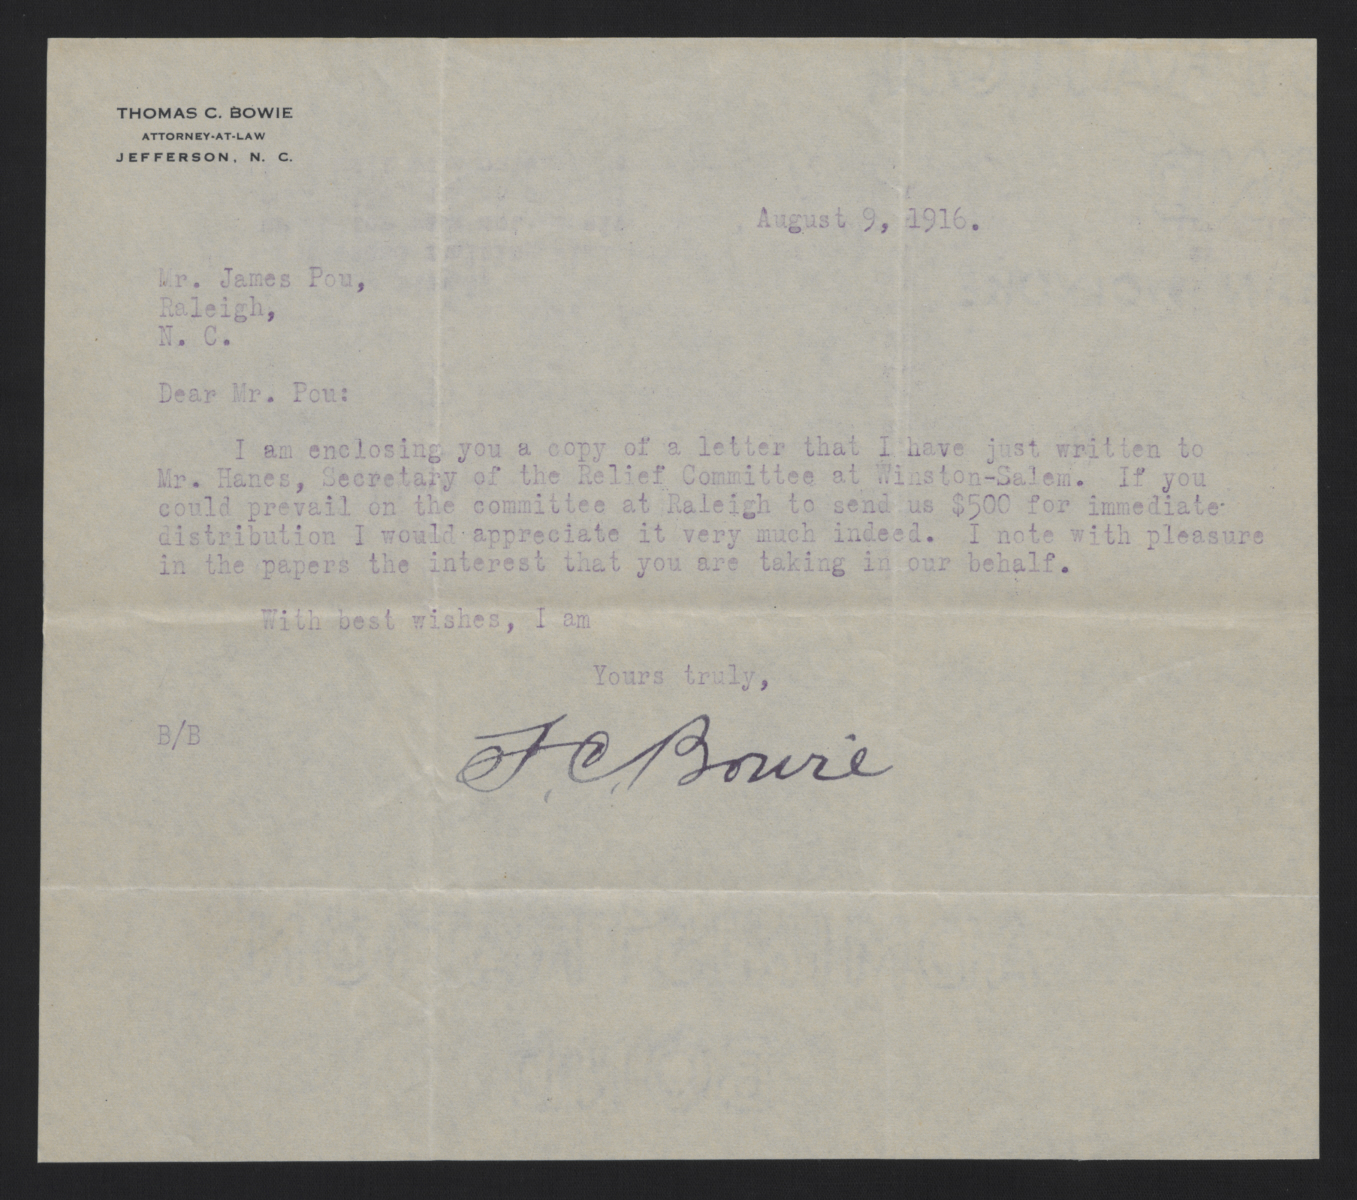 THOMAS C. BOWIE
ATTORNEY-AT-LAW
JEFFERSON, N. C.
August 9, 1916.
Mr. James Pou,
Raleigh,
N. C.
Dear Mr. Pou:
I am enclosing you a copy of a letter that I have just written to
Mr. Hanes, Secretary of the Relief Committee at Winston-Salem. If you
could prevail on the committee at Raleigh to send us $500 for immediate
distribution I would appreciate it very much indeed. I note with pleasure
in the papers the interest that you are taking in our behalf.
With best wishes, I am
Yours truly,
B/B
T. C. Bowie